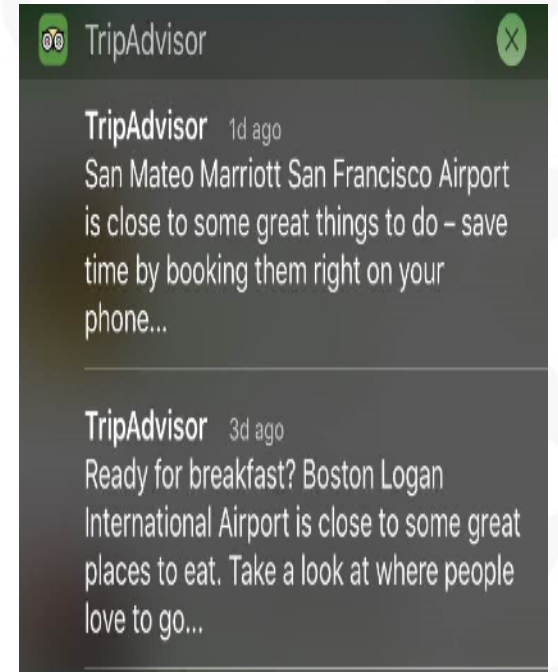 TripAdvisor
TripAdvisor 1d ago
San Mateo Marriott San Francisco Airport
is close to some great things to do – save
time by booking them right on your
phone...
TripAdvisor 3d ago
Ready for breakfast? Boston Logan
International Airport is close to some great
places to eat. Take a look at where people
love to go...